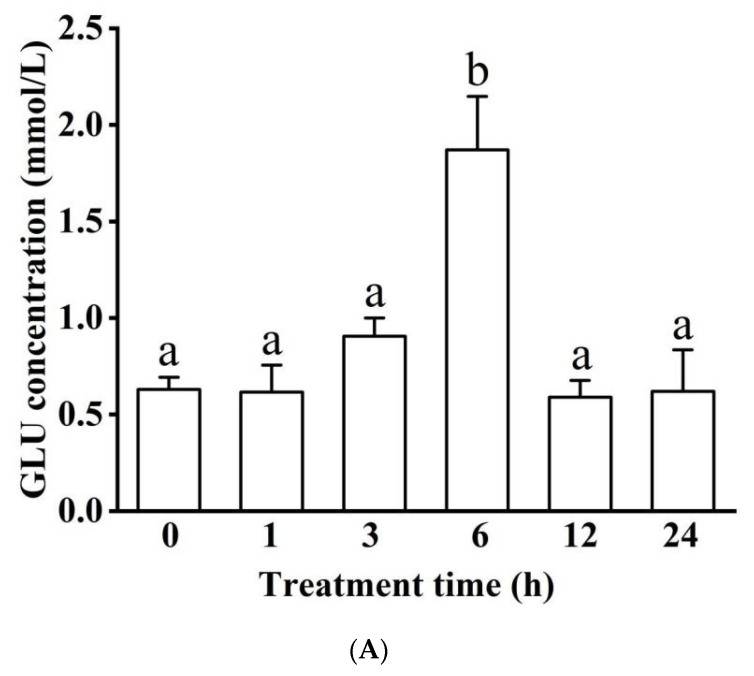 GLU concentration (mmol/L)
2.5
2.0
1.5
1.0
0.5
0.0
a
a
a
b
a
a
0 1 3 6 12 24
Treatment time (h)
(A)